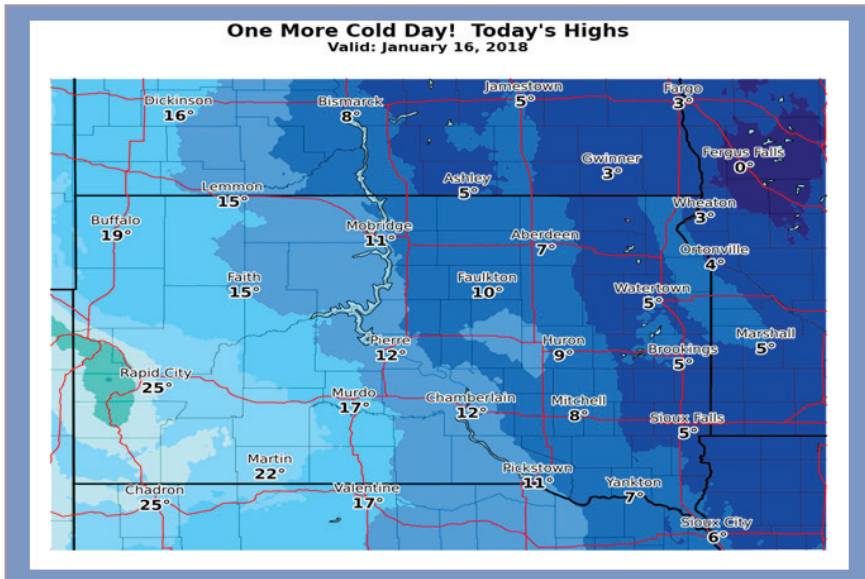 One More Cold Day!  Today's Highs
Valid: January 16, 2018
Jamestown
5°
Fargo
3°
Dickinson
16°
Bismarck
8°
Fergus Falls
0°
Gwinner
3°
Ashley
5°
Lemmon
15°
Wheaton
3°
Buffalo
19°
Mobridge
11°
Aberdeen
7°
Ortonville
4°
Faith
15°
Faulkton
10°
Watertown
5°
Marshall
5°
Pierre
12°
Huron
9°
Brookings
5°
Rapid City
25°
Murdo
17°
Chamberlain
12°
Mitchell
8°
Sioux Falls
5°
Martin
22°
Pickstown
11°
Chadron
25°
Valentine
17°
Yankton
7°
Sioux City
6°